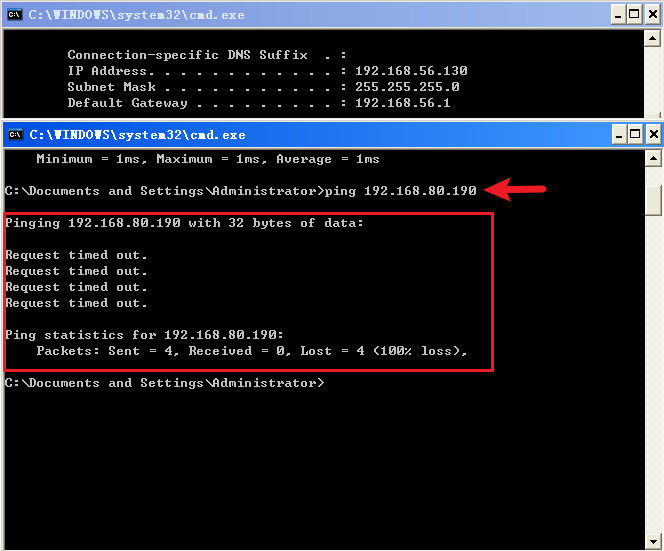 C:\WINDOWS\system32\cmd.exe
Connection-specific DNS Suffix  . :
IP Address. . . . . . . . . . . . : 192.168.56.130
Subnet Mask . . . . . . . . . . . : 255.255.255.0
Default Gateway . . . . . . . . . : 192.168.56.1
C:\WINDOWS\system32\cmd.exe
Minimum = 1ms, Maximum = 1ms, Average = 1ms
C:\Documents and Settings\Administrator>ping 192.168.80.190
Pinging 192.168.80.190 with 32 bytes of data:
Request timed out.
Request timed out.
Request timed out.
Request timed out.
Ping statistics for 192.168.80.190:
Packets: Sent = 4, Received = 0, Lost = 4 (100% loss),
C:\Documents and Settings\Administrator>